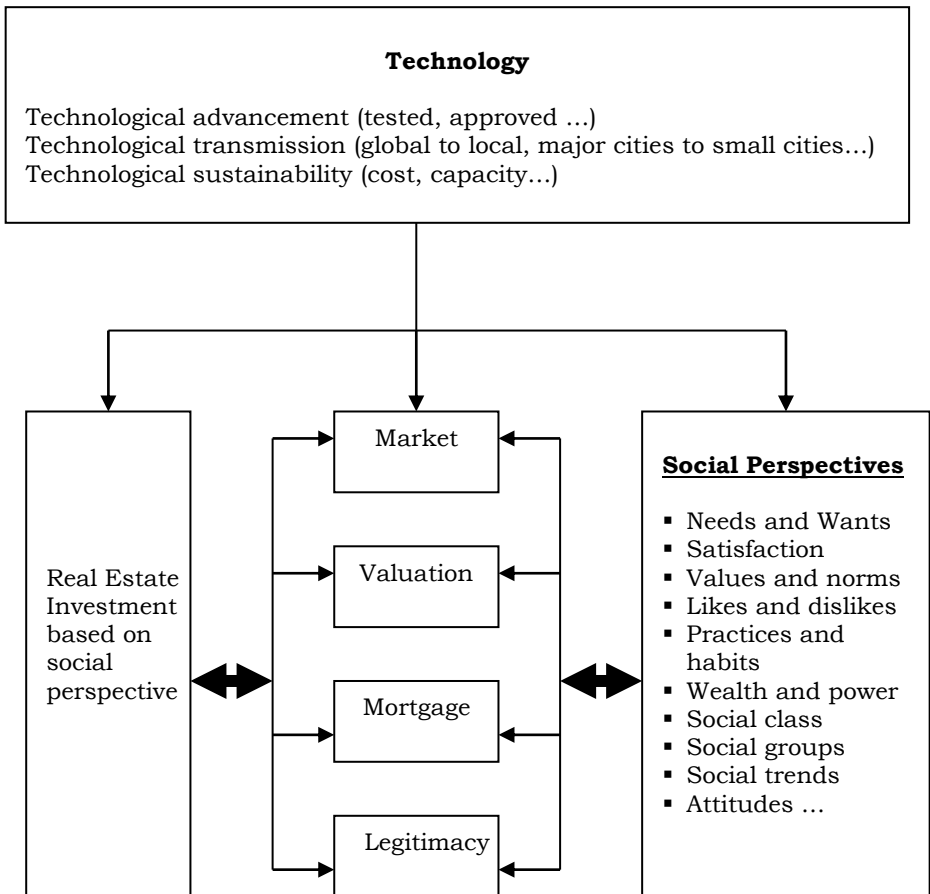 Technology
Technological advancement (tested, approved …)
Technological transmission (global to local, major cities to small cities…)
Technological sustainability (cost, capacity…)
Real Estate
Investment
based on
social
perspective
Market
Valuation
Mortgage
Legitimacy
Social Perspectives
▪ Needs and Wants
▪ Satisfaction
▪ Values and norms
▪ Likes and dislikes
▪ Practices and
habits
▪ Wealth and power
▪ Social class
▪ Social groups
▪ Social trends
▪ Attitudes …